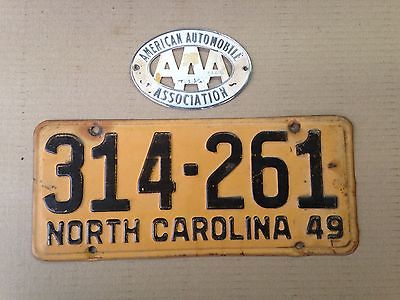 AMERICAN AUTOMOBILE
AAA
ASSOCIATION
314-261
NORTH CAROLINA 49